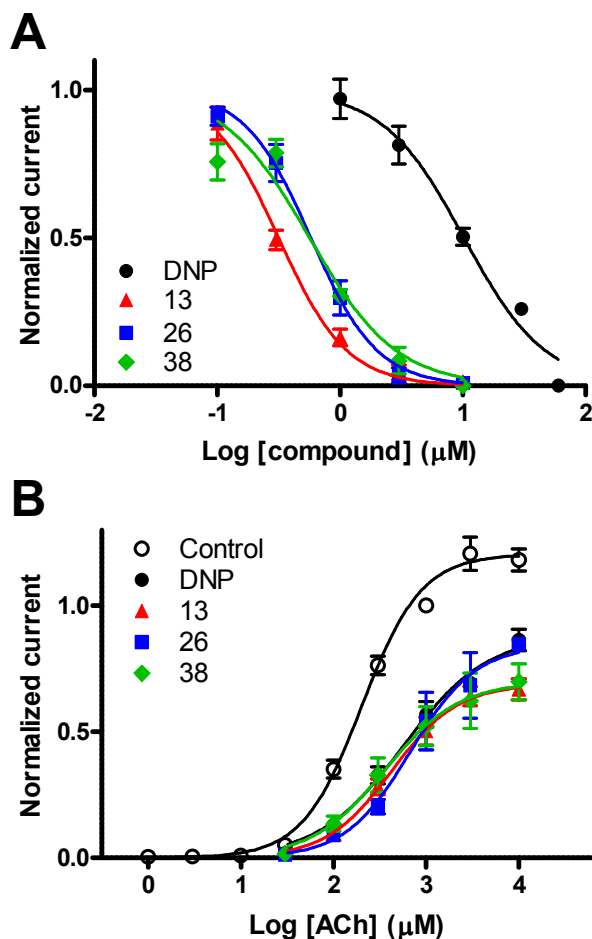 A
Normalized current
1.0
0.5
0.0
DNP
13
26
38
-2
-1
0
1
2
Log [compound] (μM)
B
Normalized current
1.0
0.5
0.0
Control
DNP
13
26
38
0
1
2
3
4
Log [ACh] (μM)